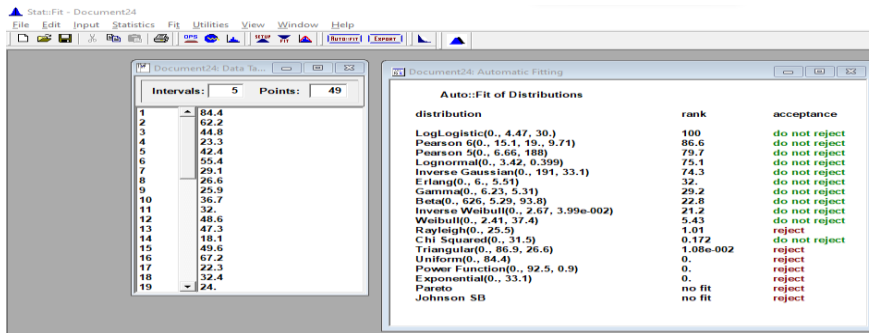 Stat::Fit - Document24
File Edit Input Statistics Fit Utilities View Window Help
OPS SETUP FIT AUTO::FIT EXPORT
Document24: Data Ta...
Intervals: 5 Points: 49
1 84.4
2 62.2
3 44.8
4 23.3
5 42.4
6 55.4
7 29.1
8 26.6
9 25.9
10 36.7
11 32.
12 48.6
13 47.3
14 18.1
15 49.6
16 67.2
17 22.3
18 32.4
19 24.
Document24: Automatic Fitting
Auto::Fit of Distributions
distribution rank acceptance
LogLogistic(0., 4.47, 30.) 100 do not reject
Pearson 6(0., 15.1, 19., 9.71) 86.6 do not reject
Pearson 5(0., 6.66, 188) 79.7 do not reject
Lognormal(0., 3.42, 0.399) 75.1 do not reject
Inverse Gaussian(0., 191, 33.1) 74.3 do not reject
Erlang(0., 6., 5.51) 32. do not reject
Gamma(0., 6.23, 5.31) 29.2 do not reject
Beta(0., 626, 5.29, 93.8) 22.8 do not reject
Inverse Weibull(0., 2.67, 3.99e-002) 21.2 do not reject
Weibull(0., 2.41, 37.4) 5.43 do not reject
Rayleigh(0., 25.5) 1.01 reject
Chi Squared(0., 31.5) 0.172 do not reject
Triangular(0., 86.9, 26.6) 1.08e-002 reject
Uniform(0., 84.4) 0. reject
Power Function(0., 92.5, 0.9) 0. reject
Exponential(0., 33.1) 0. reject
Pareto no fit reject
Johnson SB no fit reject